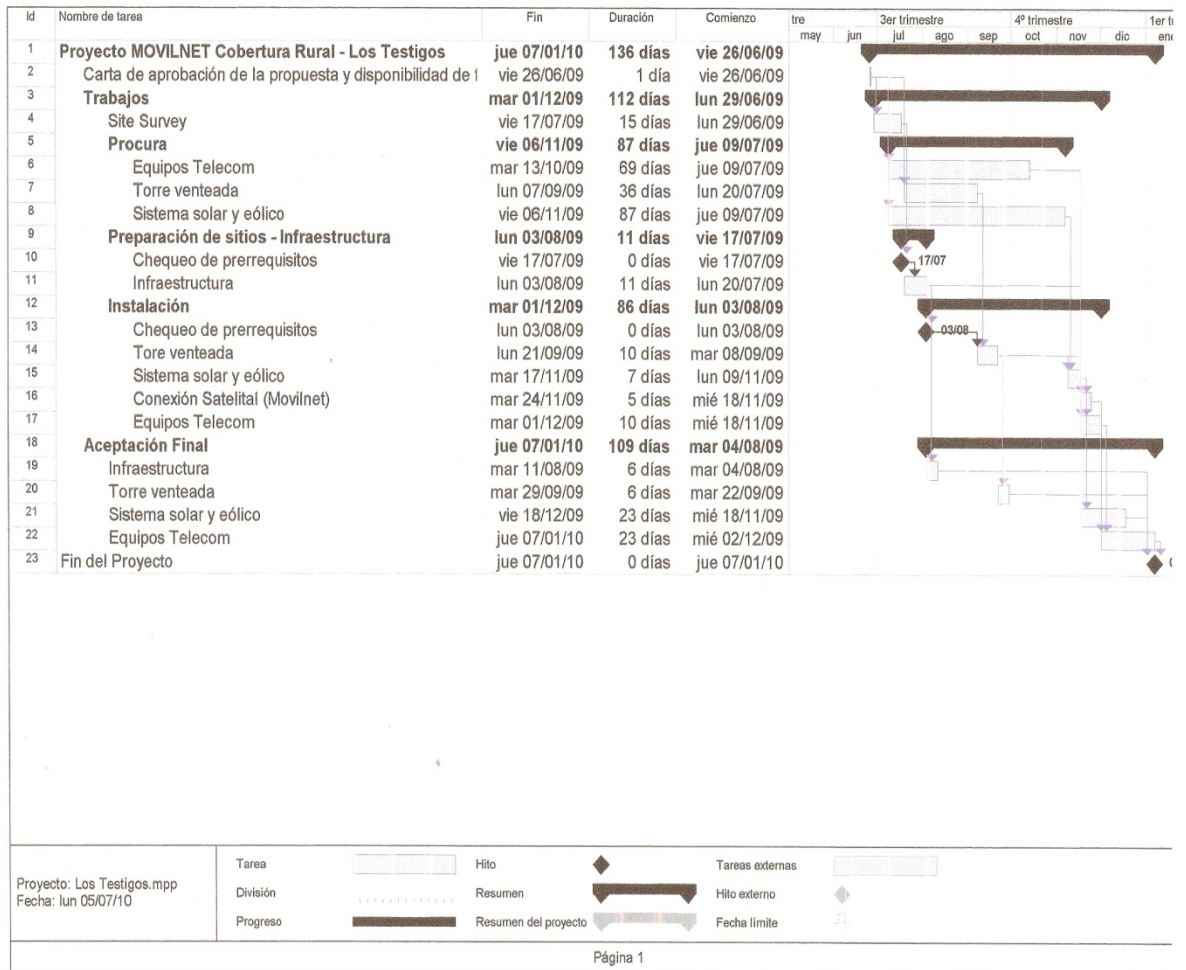 Id Nombre de tarea Fin Duración Comienzo tre 3er trimestre 4º trimestre 1er
may jun jul ago sep oct nov dic ene
1 Proyecto MOVILNET Cobertura Rural - Los Testigos jue 07/01/10 136 días vie 26/06/09
2 Carta de aprobación de la propuesta y disponibilidad de vie 26/06/09 1 día vie 26/06/09
3 Trabajos mar 01/12/09 112 días lun 29/06/09
4 Site Survey vie 17/07/09 15 días lun 29/06/09
5 Procura vie 06/11/09 87 días jue 09/07/09
6 Equipos Telecom mar 13/10/09 69 días jue 09/07/09
7 Torre venteada lun 07/09/09 36 días lun 20/07/09
8 Sistema solar y eólico vie 06/11/09 87 días jue 09/07/09
9 Preparación de sitios - Infraestructura lun 03/08/09 11 días vie 17/07/09
10 Chequeo de prerrequisitos vie 17/07/09 0 días vie 17/07/09 17/07
11 Infraestructura lun 03/08/09 11 días lun 20/07/09
12 Instalación mar 01/12/09 86 días lun 03/08/09
13 Chequeo de prerrequisitos lun 03/08/09 0 días lun 03/08/09 03/08
14 Tore venteada lun 21/09/09 10 días mar 08/09/09
15 Sistema solar y eólico mar 17/11/09 7 días lun 09/11/09
16 Conexión Satelital (Movilnet) mar 24/11/09 5 días mié 18/11/09
17 Equipos Telecom mar 01/12/09 10 días mié 18/11/09
18 Aceptación Final jue 07/01/10 109 días mar 04/08/09
19 Infraestructura mar 11/08/09 6 días mar 04/08/09
20 Torre venteada mar 29/09/09 6 días mar 22/09/09
21 Sistema solar y eólico vie 18/12/09 23 días mié 18/11/09
22 Equipos Telecom jue 07/01/10 23 días mié 02/12/09
23 Fin del Proyecto jue 07/01/10 0 días jue 07/01/10
Proyecto: Los Testigos.mpp
Fecha: lun 05/07/10
Tarea Hito Tareas externas
División Resumen Hito externo
Progreso Resumen del proyecto Fecha límite
Página 1